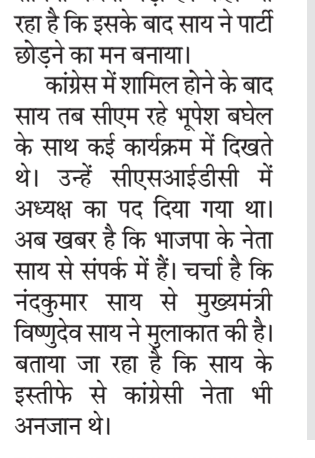 रहा है कि इसके बाद साय ने पार्टी
छोड़ने का मन बनाया।
कांग्रेस में शामिल होने के बाद
साय तब सीएम रहे भूपेश बघेल
के साथ कई कार्यक्रम में दिखते
थे। उन्हें सीएसआईडीसी में
अध्यक्ष का पद दिया गया था।
अब खबर है कि भाजपा के नेता
साय से संपर्क में हैं। चर्चा है कि
नंदकुमार साय से मुख्यमंत्री
विष्णुदेव साय ने मुलाकात की है।
बताया जा रहा है कि साय के
इस्तीफे से कांग्रेसी नेता भी
अनजान थे।